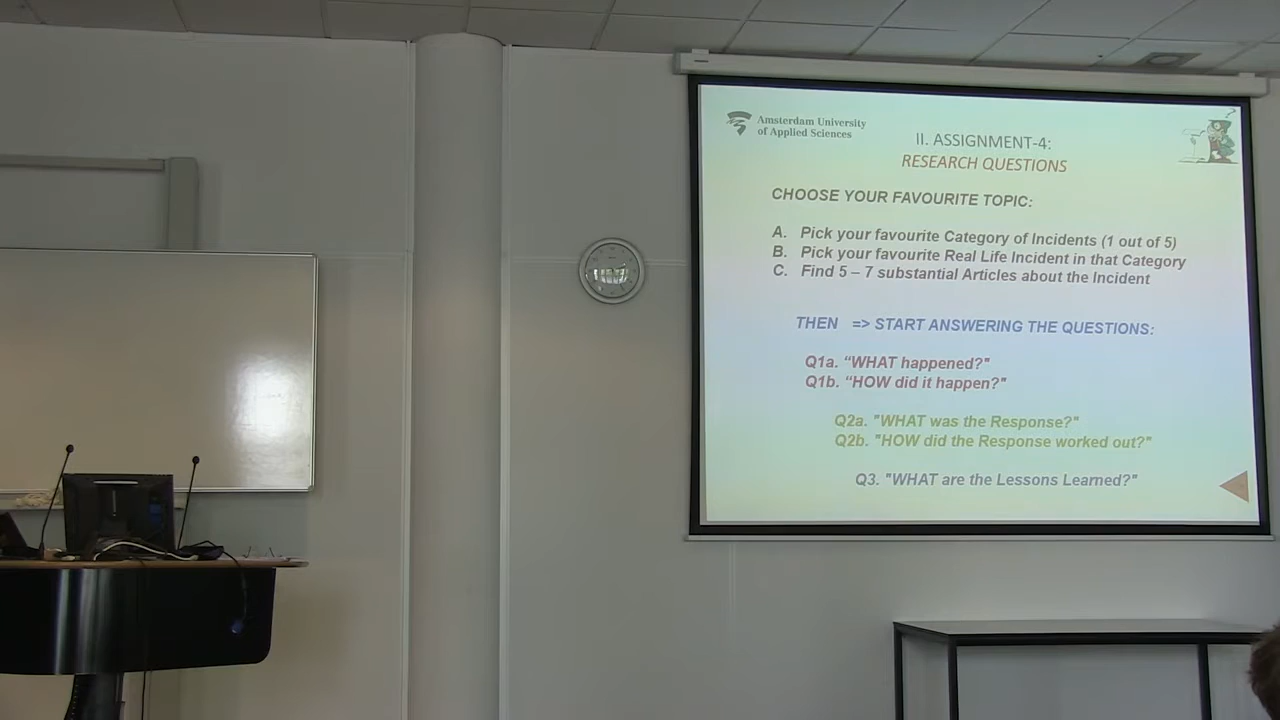 Amsterdam University
of Applied Sciences
II. ASSIGNMENT-4:
RESEARCH QUESTIONS
CHOOSE YOUR FAVOURITE TOPIC:
A. Pick your favourite Category of Incidents (1 out of 5)
B. Pick your favourite Real Life Incident in that Category
C. Find 5 – 7 substantial Articles about the Incident
THEN => START ANSWERING THE QUESTIONS:
Q1a. “WHAT happened?"
Q1b. “HOW did it happen?"
Q2a. "WHAT was the Response?"
Q2b. "HOW did the Response worked out?"
Q3. "WHAT are the Lessons Learned?"